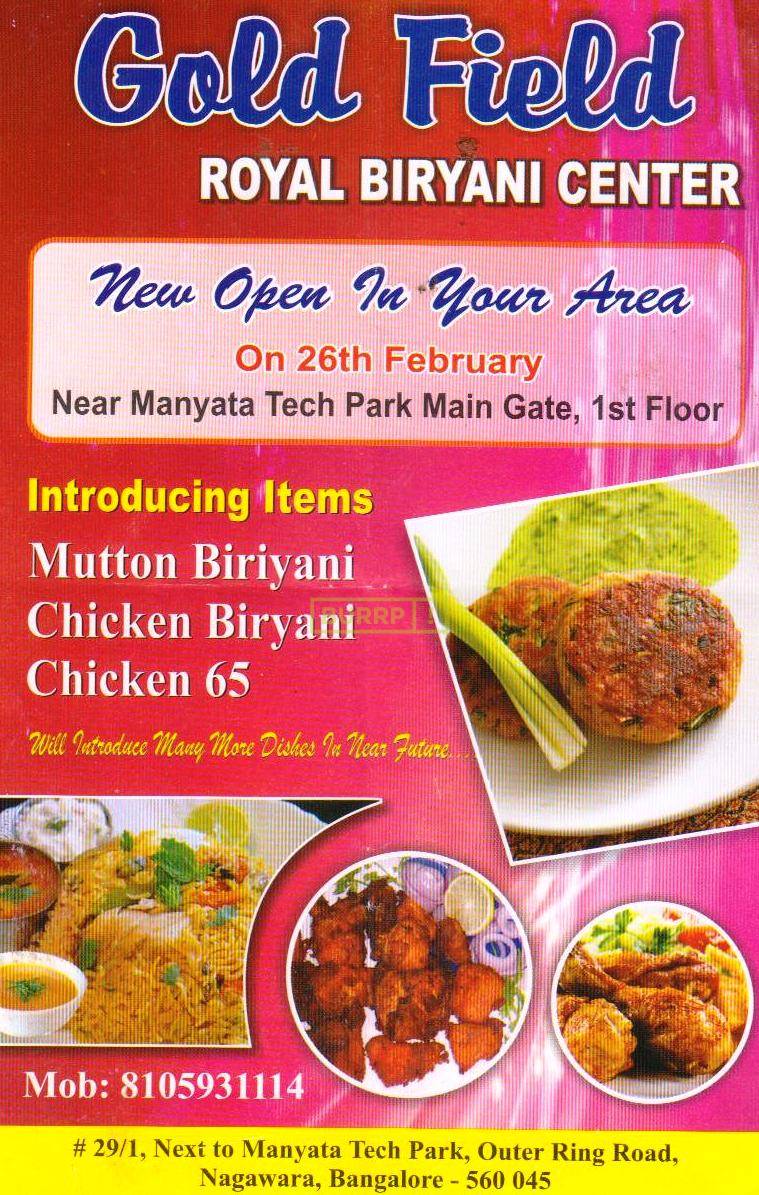 Gold Field
ROYAL BIRYANI CENTER
New Open In Your Area
On 26th February
Near Manyata Tech Park Main Gate, 1st Floor
Introducing Items
Mutton Biriyani
Chicken Biryani
BURRP!
Chicken 65
Will Introduce Many More Dishes In Near Future...
Mob: 8105931114
# 29/1, Next to Manyata Tech Park, Outer Ring Road,
Nagawara, Bangalore - 560 045